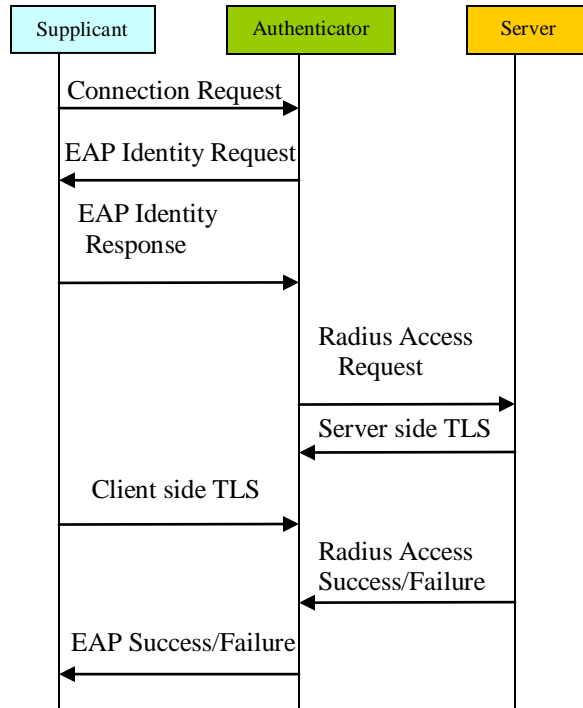 Supplicant
Authenticator
Server
Connection Request
EAP Identity Request
EAP Identity
Response
Radius Access
Request
Server side TLS
Client side TLS
Radius Access
Success/Failure
EAP Success/Failure